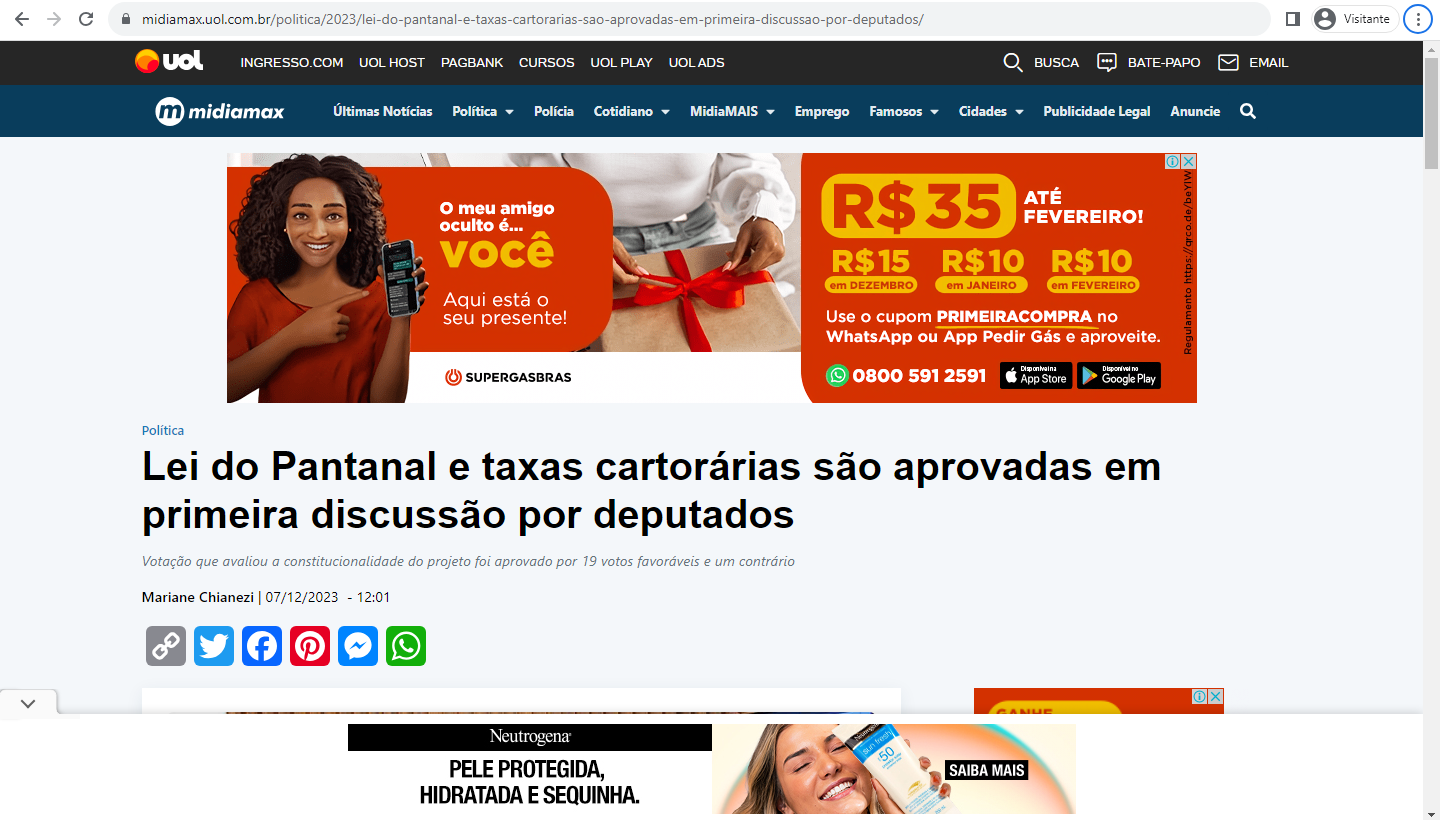 midiamax.uol.com.br/politica/2023/lei-do-pantanal-e-taxas-cartorarias-sao-aprovadas-em-primeira-discussao-por-deputados/
Visitante
uol
INGRESSO.COM UOL HOST PAGBANK CURSOS UOL PLAY UOL ADS
BUSCA BATE-PAPO EMAIL
m midiamax
Últimas Notícias Política Polícia Cotidiano MidiaMAIS Emprego Famosos Cidades Publicidade Legal Anuncie
O meu amigo
oculto é...
você
Aqui está o
seu presente!
SUPERGASBRAS
R$35 ATÉ
FEVEREIRO!
R$15 R$10 R$10
em DEZEMBRO em JANEIRO em FEVEREIRO
Use o cupom PRIMEIRACOMPRA no
WhatsApp ou App Pedir Gás e aproveite.
0800 591 2591
Disponível na
App Store
Disponível no
Google Play
Regulamento https://qrco.de/beYIW
Política
Lei do Pantanal e taxas cartorárias são aprovadas em
primeira discussão por deputados
Votação que avaliou a constitucionalidade do projeto foi aprovado por 19 votos favoráveis e um contrário
Mariane Chianezi | 07/12/2023 - 12:01
GANHE
Neutrogena
PELE PROTEGIDA,
HIDRATADA E SEQUINHA.
Neutrogena
sun fresh
50
SAIBA MAIS